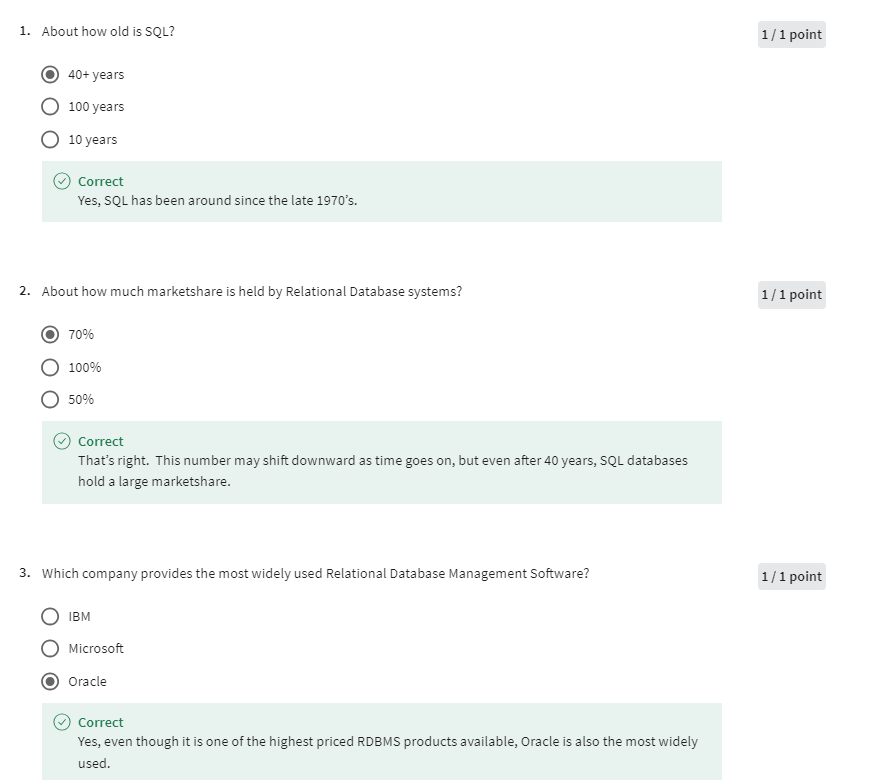 1. About how old is SQL?
1 / 1 point
40+ years
100 years
10 years
Correct
Yes, SQL has been around since the late 1970’s.
2. About how much marketshare is held by Relational Database systems?
1 / 1 point
70%
100%
50%
Correct
That’s right.  This number may shift downward as time goes on, but even after 40 years, SQL databases
hold a large marketshare.
3. Which company provides the most widely used Relational Database Management Software?
1 / 1 point
IBM
Microsoft
Oracle
Correct
Yes, even though it is one of the highest priced RDBMS products available, Oracle is also the most widely
used.